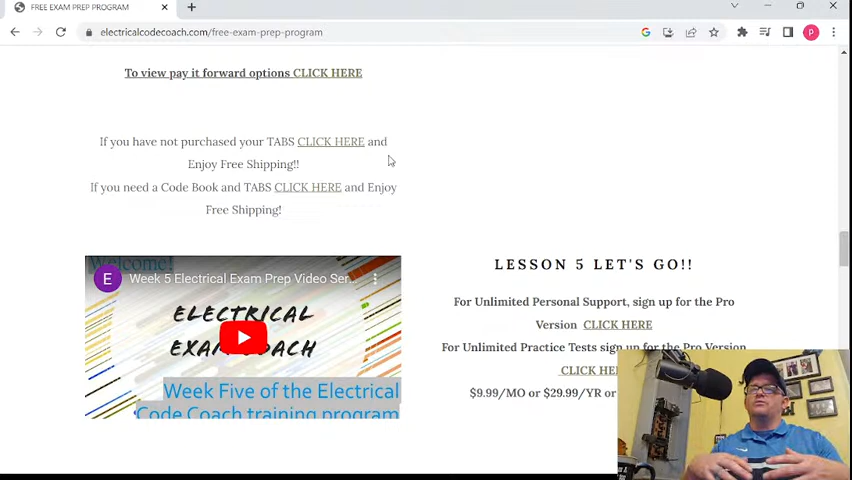 FREE EXAM PREP PROGRAM
electricalcodecoach.com/free-exam-prep-program
To view pay it forward options CLICK HERE
If you have not purchased your TABS CLICK HERE and
Enjoy Free Shipping!!
If you need a Code Book and TABS CLICK HERE and Enjoy
Free Shipping!
Welcome!
E
Week 5 Electrical Exam Prep Video Ser...
ELECTRICAL
EXAM COACH
Week Five of the Electrical
Code Coach training program
LESSON 5 LET'S GO!!
For Unlimited Personal Support, sign up for the Pro
Version CLICK HERE
For Unlimited Practice Tests sign up for the Pro Version
CLICK HE
$9.99/MO or $29.99/YR or